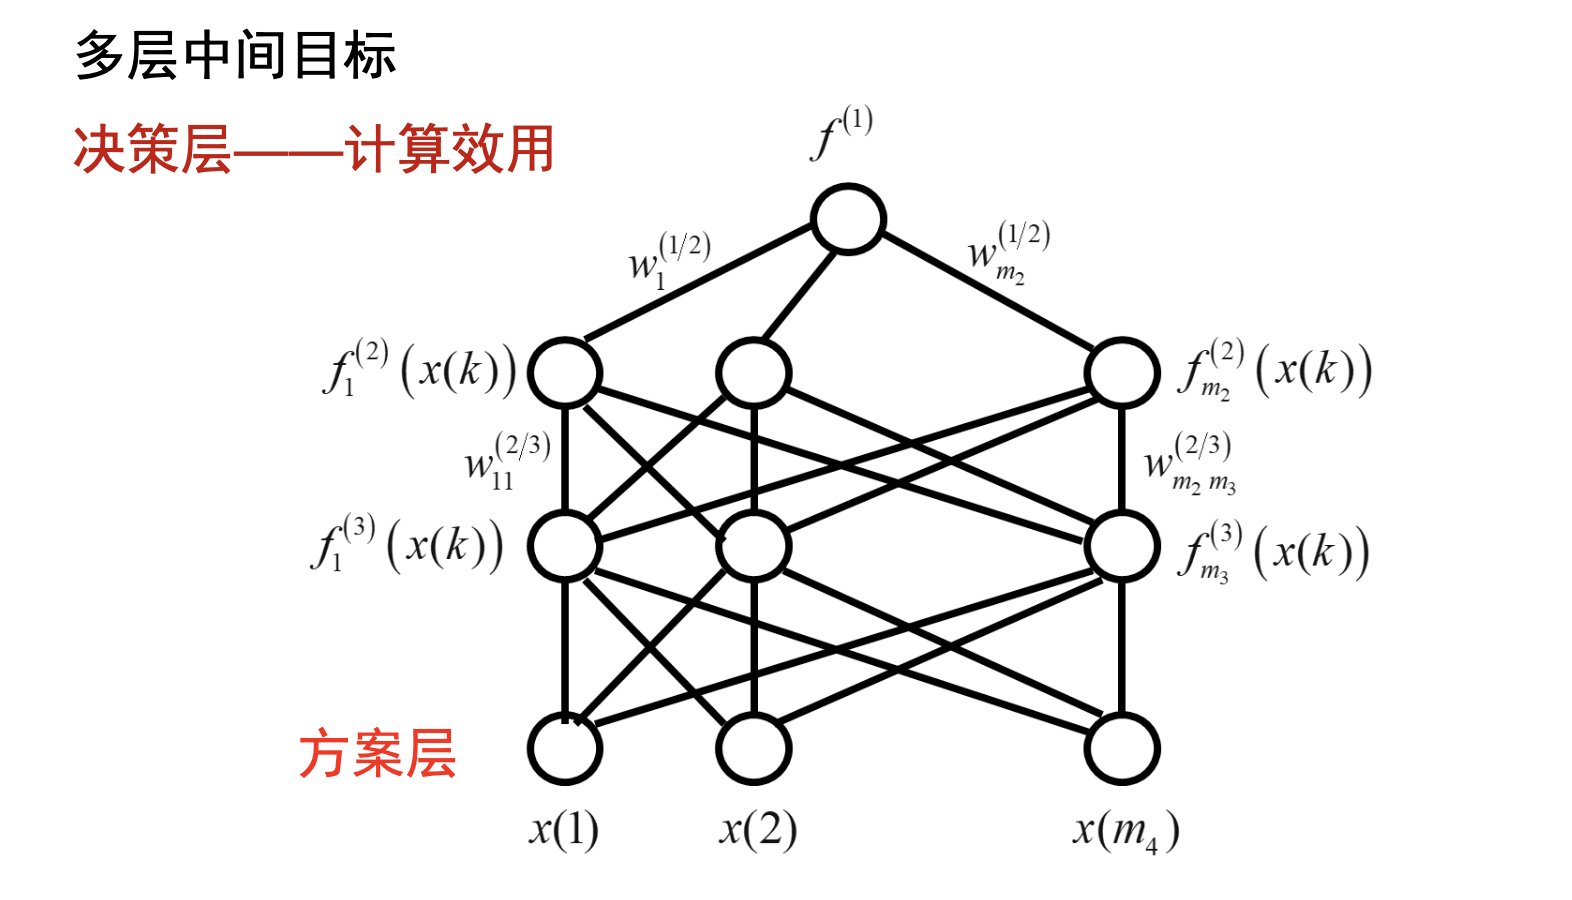 多层中间目标
决策层——计算效用
f^{(1)}
w_1^{(1/2)}
w_{m_2}^{(1/2)}
f_1^{(2)}(x(k))
f_{m_2}^{(2)}(x(k))
w_{11}^{(2/3)}
w_{m_2 m_3}^{(2/3)}
f_1^{(3)}(x(k))
f_{m_3}^{(3)}(x(k))
方案层
x(1)
x(2)
x(m_4)